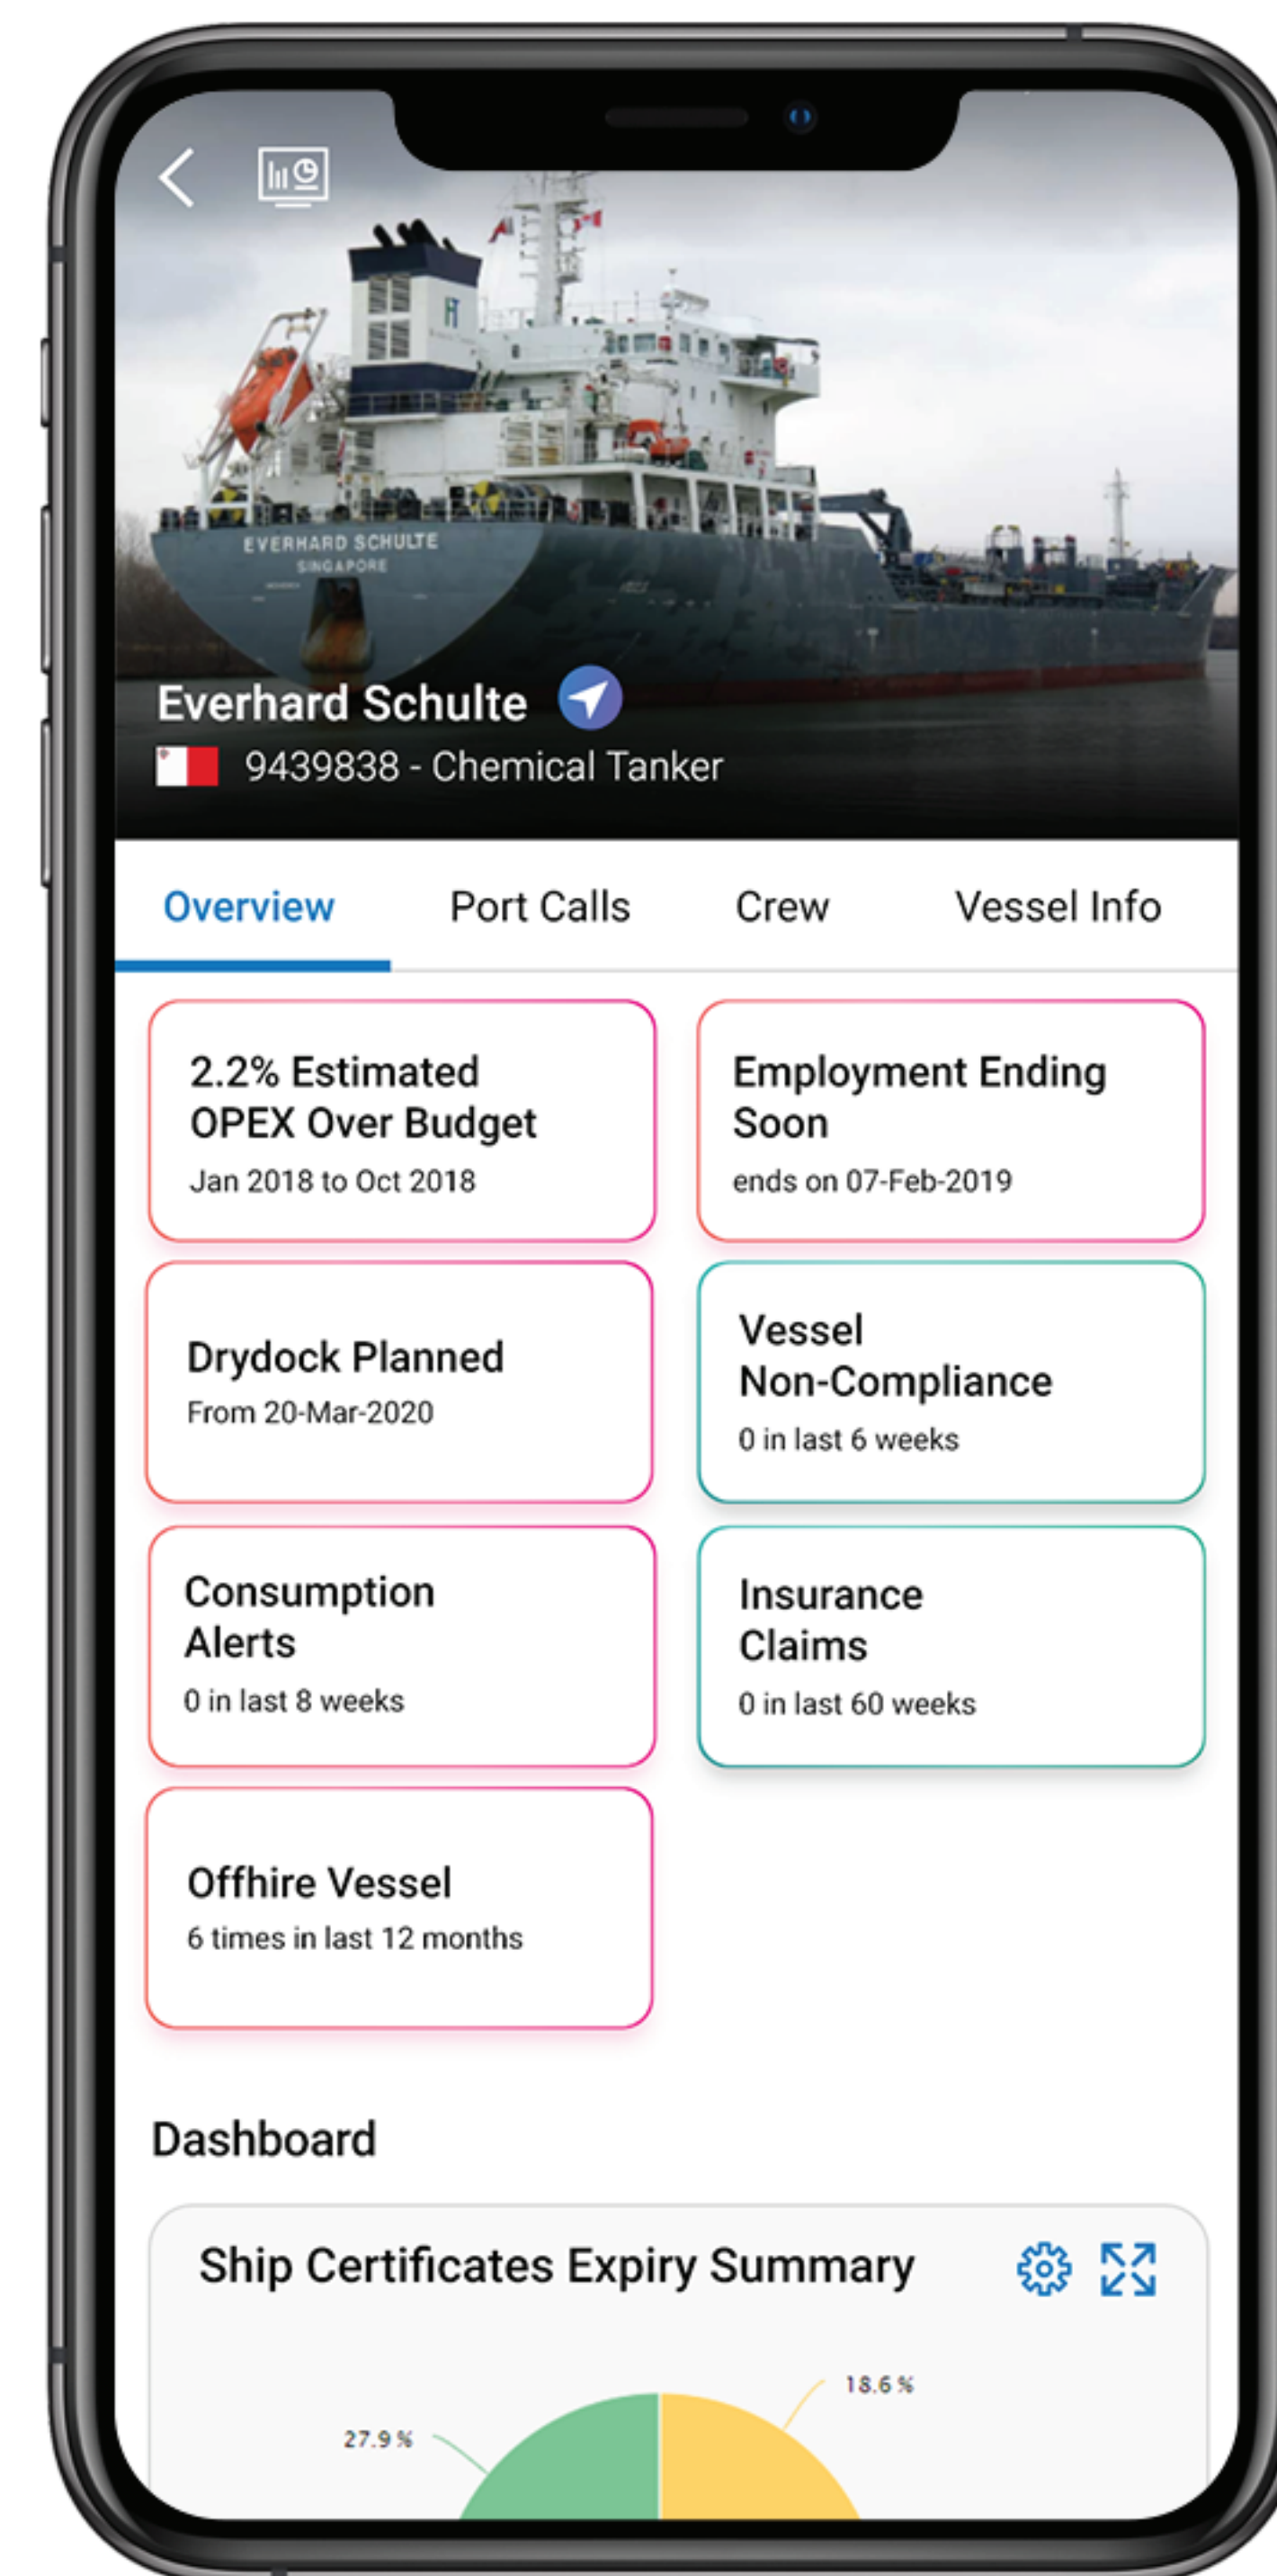 EVERHARD SCHULTE
SINGAPORE
Everhard Schulte
9439838 - Chemical Tanker
Overview
Port Calls
Crew
Vessel Info
2.2% Estimated
OPEX Over Budget
Jan 2018 to Oct 2018
Employment Ending
Soon
ends on 07-Feb-2019
Drydock Planned
From 20-Mar-2020
Vessel
Non-Compliance
0 in last 6 weeks
Consumption
Alerts
0 in last 8 weeks
Insurance
Claims
0 in last 60 weeks
Offhire Vessel
6 times in last 12 months
Dashboard
Ship Certificates Expiry Summary
18.6 %
27.9 %